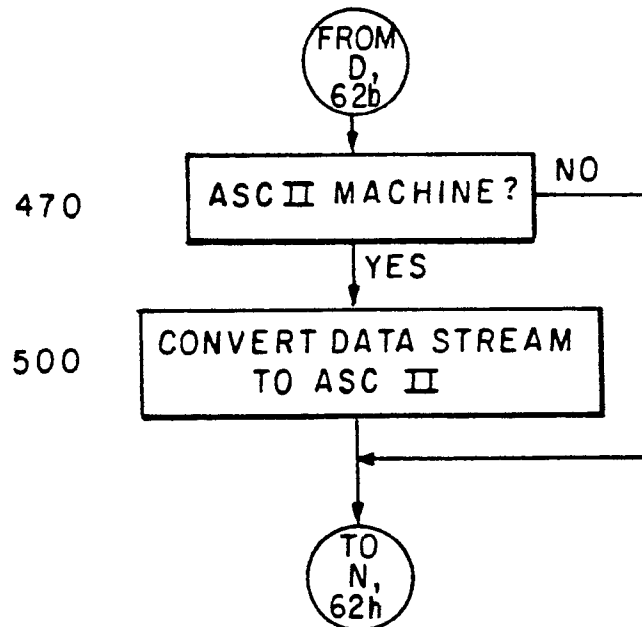 FROM
D,
62b
470
ASC II MACHINE?
NO
YES
500
CONVERT DATA STREAM
TO ASC II
TO
N,
62h